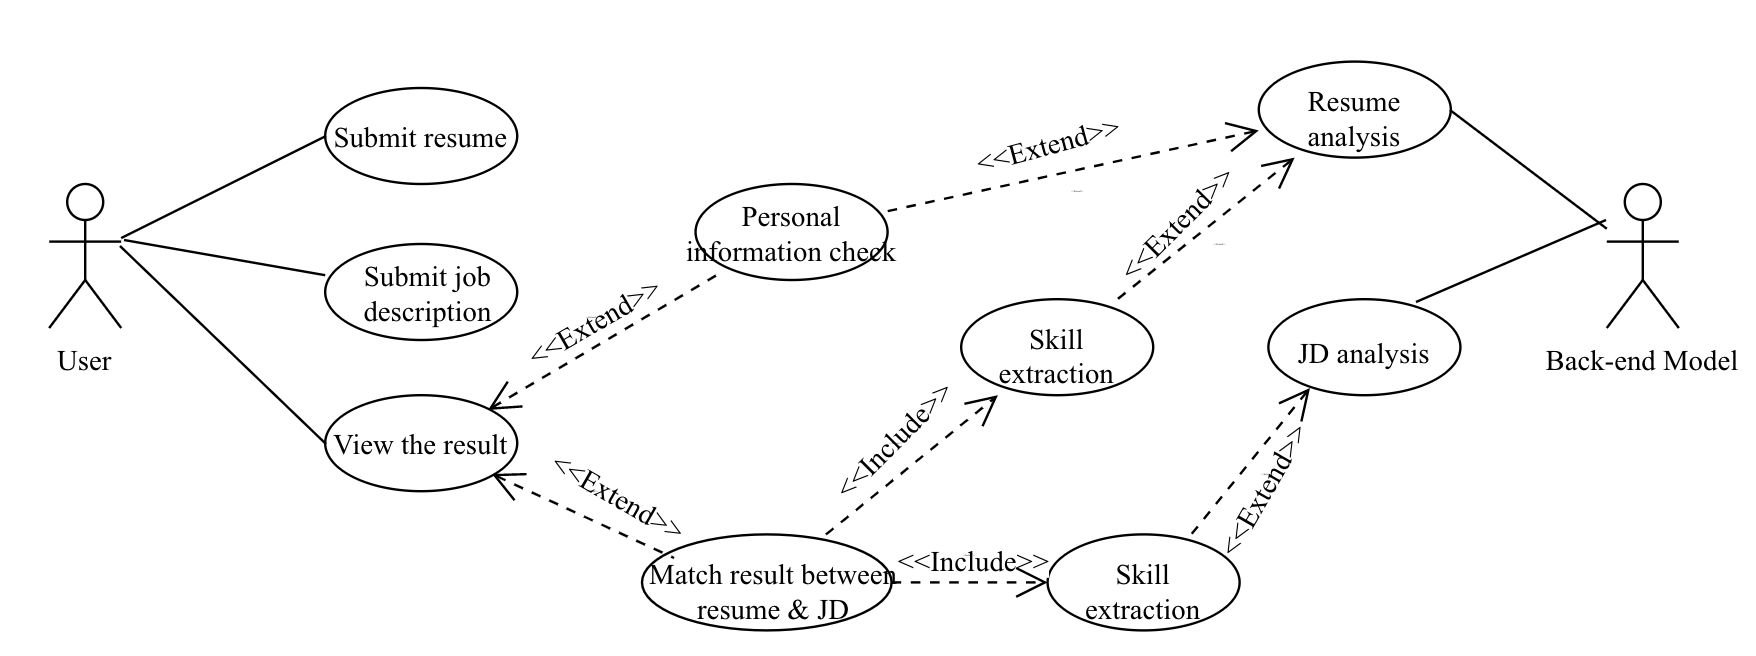 Submit resume
Submit job
description
View the result
User
Personal
information check
<<Extend>>
<<Extend>>
<<Extend>>
<<Extend>>
Resume
analysis
Skill
extraction
JD analysis
Back-end Model
<<Include>>
<<Include>>
<<Extend>>
Match result between
resume & JD
Skill
extraction